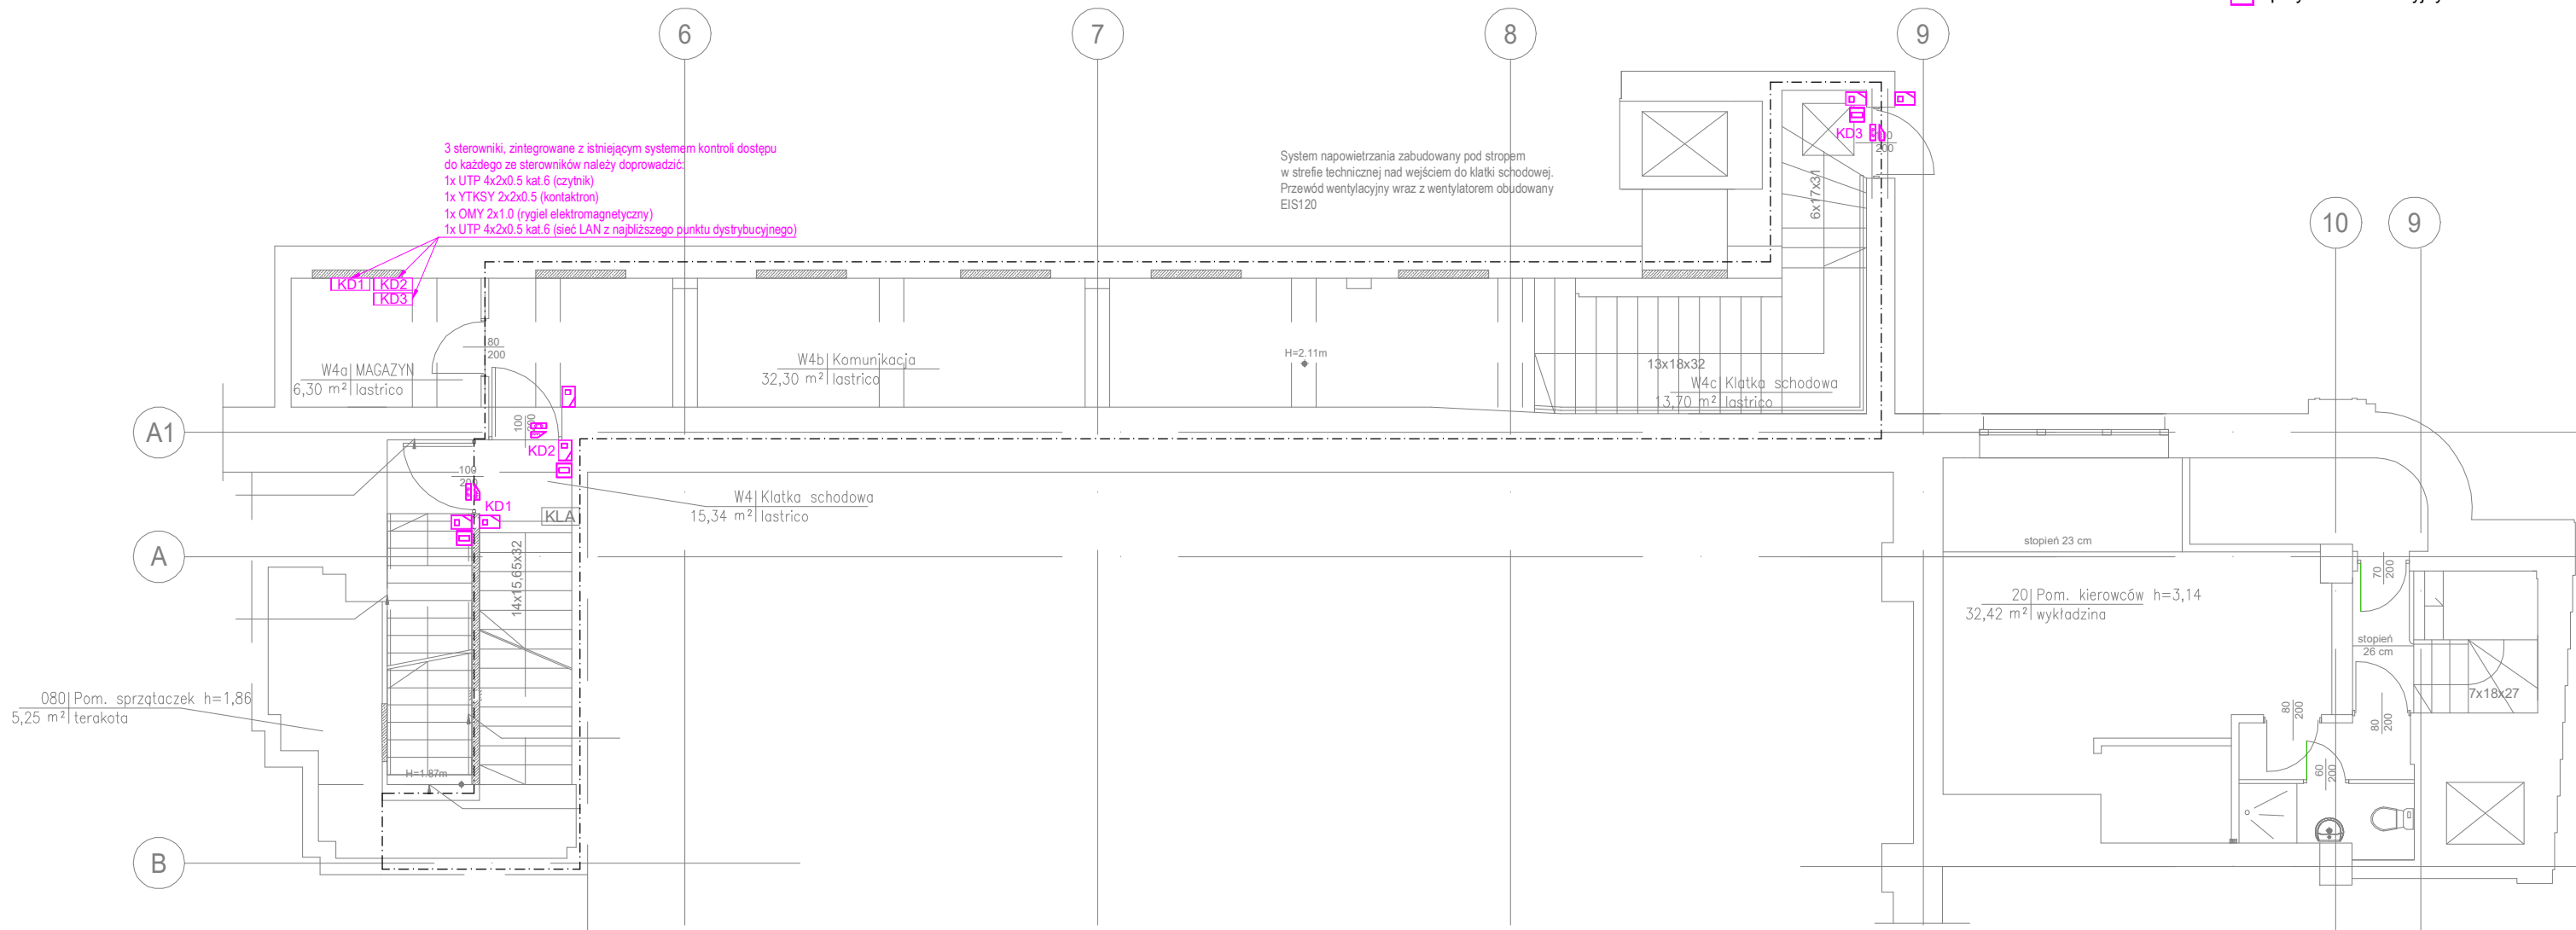 6
7
8
9
3 sterowniki, zintegrowane z istniejącym systemem kontroli dostępu
do każdego ze sterowników należy doprowadzić:
1x UTP 4x2x0.5 kat.6 (czytnik)
1x YTKSY 2x2x0.5 (kontaktron)
1x OMY 2x1.0 (rygiel elektromagnetyczny)
1x UTP 4x2x0.5 kat.6 (sieć LAN z najbliższego punktu dystrybucyjnego)
System napowietrzania zabudowany pod stropem
w strefie technicznej nad wejściem do klatki schodowej.
Przewód wentylacyjny wraz z wentylatorem obudowany
EIS120
KD3
200
6x17x31
10
9
KD1 KD2
KD3
80
200
W4a MAGAZYN
6,30 m² lastrico
W4b Komunikacja
32,30 m² lastrico
H=2.11m
13x18x32
W4c Klatka schodowa
13,70 m² lastrico
A1
100
200
KD2
100
200
KD1
KLA
W4 Klatka schodowa
15,34 m² lastrico
A
14x15,65x32
stopień 23 cm
70
200
20 Pom. kierowców h=3,14
32,42 m² wykładzina
stopień
26 cm
7x18x27
80
200
80
200
60
200
080 Pom. sprzątaczek h=1,86
5,25 m² terakota
H=1.87m
B